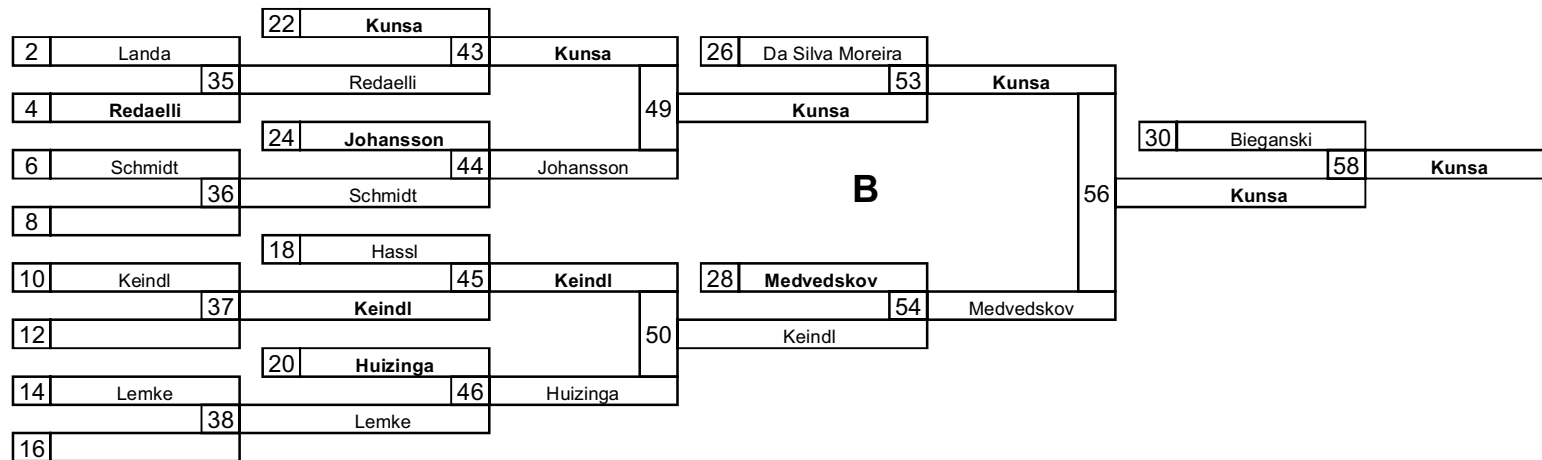 22 Kunsa
2 Landa 43 Kunsa 26 Da Silva Moreira
35 Redaelli 53 Kunsa
4 Redaelli 49 Kunsa
24 Johansson 30 Bieganski
6 Schmidt 44 Johansson 58 Kunsa
36 Schmidt B 56 Kunsa
8
18 Hassl
10 Keindl 45 Keindl 28 Medvedskov
37 Keindl 54 Medvedskov
12 50 Keindl
20 Huizinga
14 Lemke 46 Huizinga
38 Lemke
16